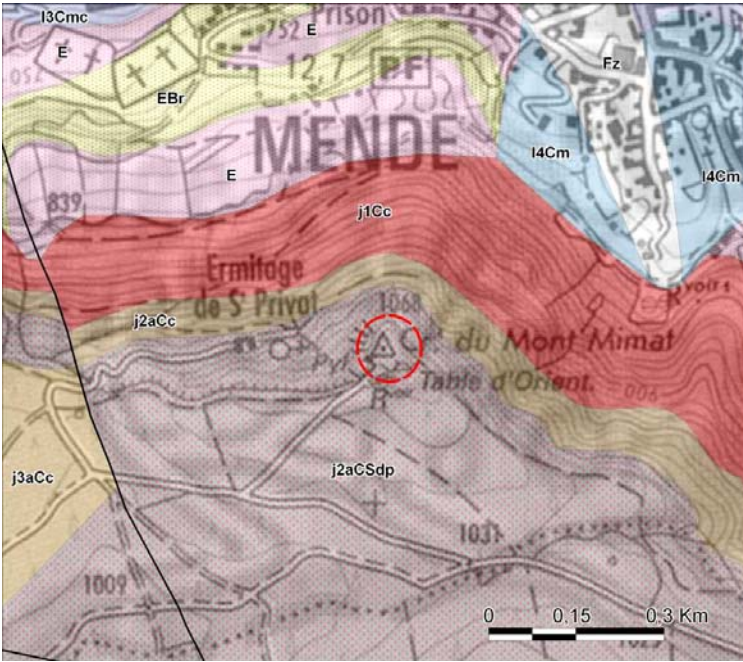 l3Cmc
Prison
752
E
E
12,7
PF
Fz
EBr
MENDE
l4Cm
l4Cm
E
839
j1Cc
Ermitage
de St Privat
1068
j2aCc
du Mont Mimat
Table d'Orient.
j3aCc
j2aCSdp
1031
1009
0 0,15 0,3 Km